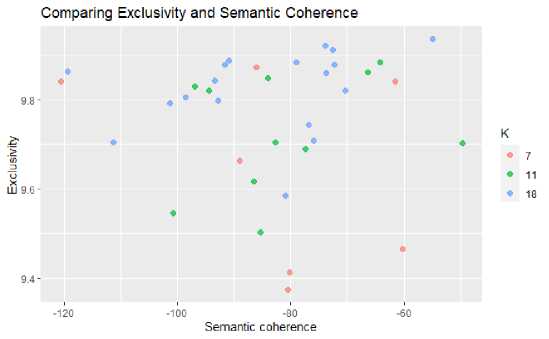 Comparing Exclusivity and Semantic Coherence
Exclusivity
9.8
9.6
9.4
-120
-100
-80
-60
Semantic coherence
K
7
11
18